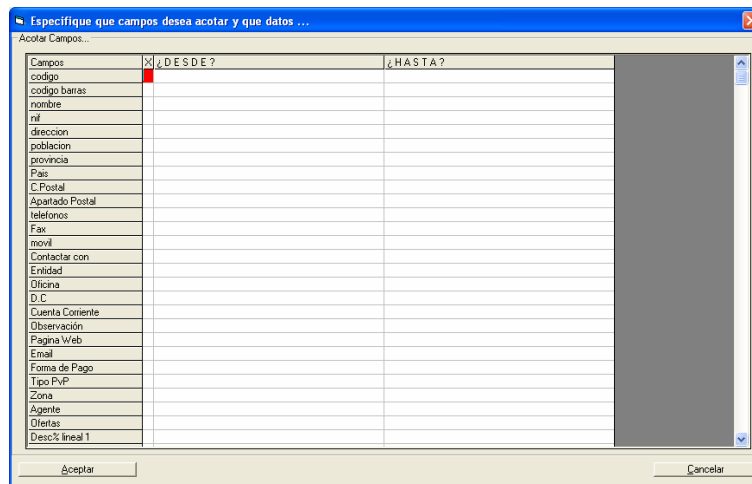 Especifique que campos desea acotar y que datos ...
Acotar Campos...
Campos X ¿ D E S D E ? ¿ H A S T A ?
codigo
codigo barras
nombre
nif
direccion
poblacion
provincia
Pais
C.Postal
Apartado Postal
telefonos
Fax
movil
Contactar con
Entidad
Oficina
D.C
Cuenta Corriente
Observación
Pagina Web
Email
Forma de Pago
Tipo PvP
Zona
Agente
Ofertas
Desc% lineal 1
Aceptar Cancelar